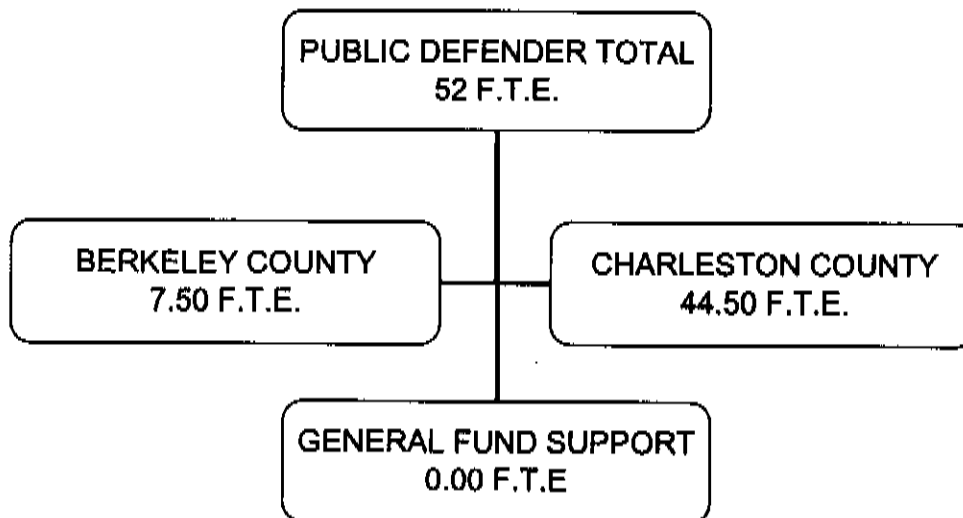 PUBLIC DEFENDER TOTAL
52 F.T.E.
BERKELEY COUNTY
7.50 F.T.E.
CHARLESTON COUNTY
44.50 F.T.E.
GENERAL FUND SUPPORT
0.00 F.T.E